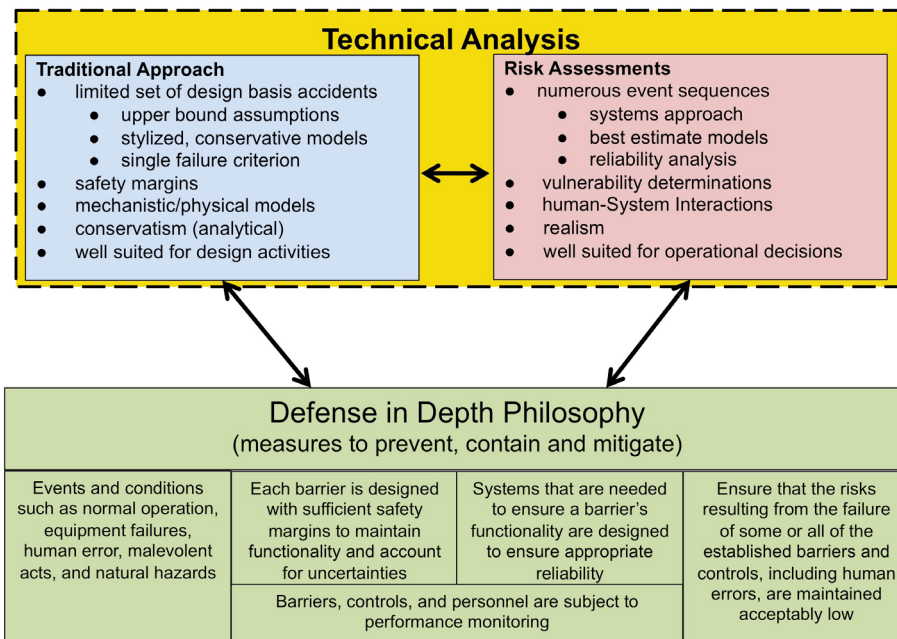 Technical Analysis
Traditional Approach
● limited set of design basis accidents
● upper bound assumptions
● stylized, conservative models
● single failure criterion
● safety margins
● mechanistic/physical models
● conservatism (analytical)
● well suited for design activities
Risk Assessments
● numerous event sequences
● systems approach
● best estimate models
● reliability analysis
● vulnerability determinations
● human-System Interactions
● realism
● well suited for operational decisions
Defense in Depth Philosophy
(measures to prevent, contain and mitigate)
Events and conditions
such as normal operation,
equipment failures,
human error, malevolent
acts, and natural hazards
Each barrier is designed
with sufficient safety
margins to maintain
functionality and account
for uncertainties
Systems that are needed
to ensure a barrier's
functionality are designed
to ensure appropriate
reliability
Barriers, controls, and personnel are subject to
performance monitoring
Ensure that the risks
resulting from the failure
of some or all of the
established barriers and
controls, including human
errors, are maintained
acceptably low